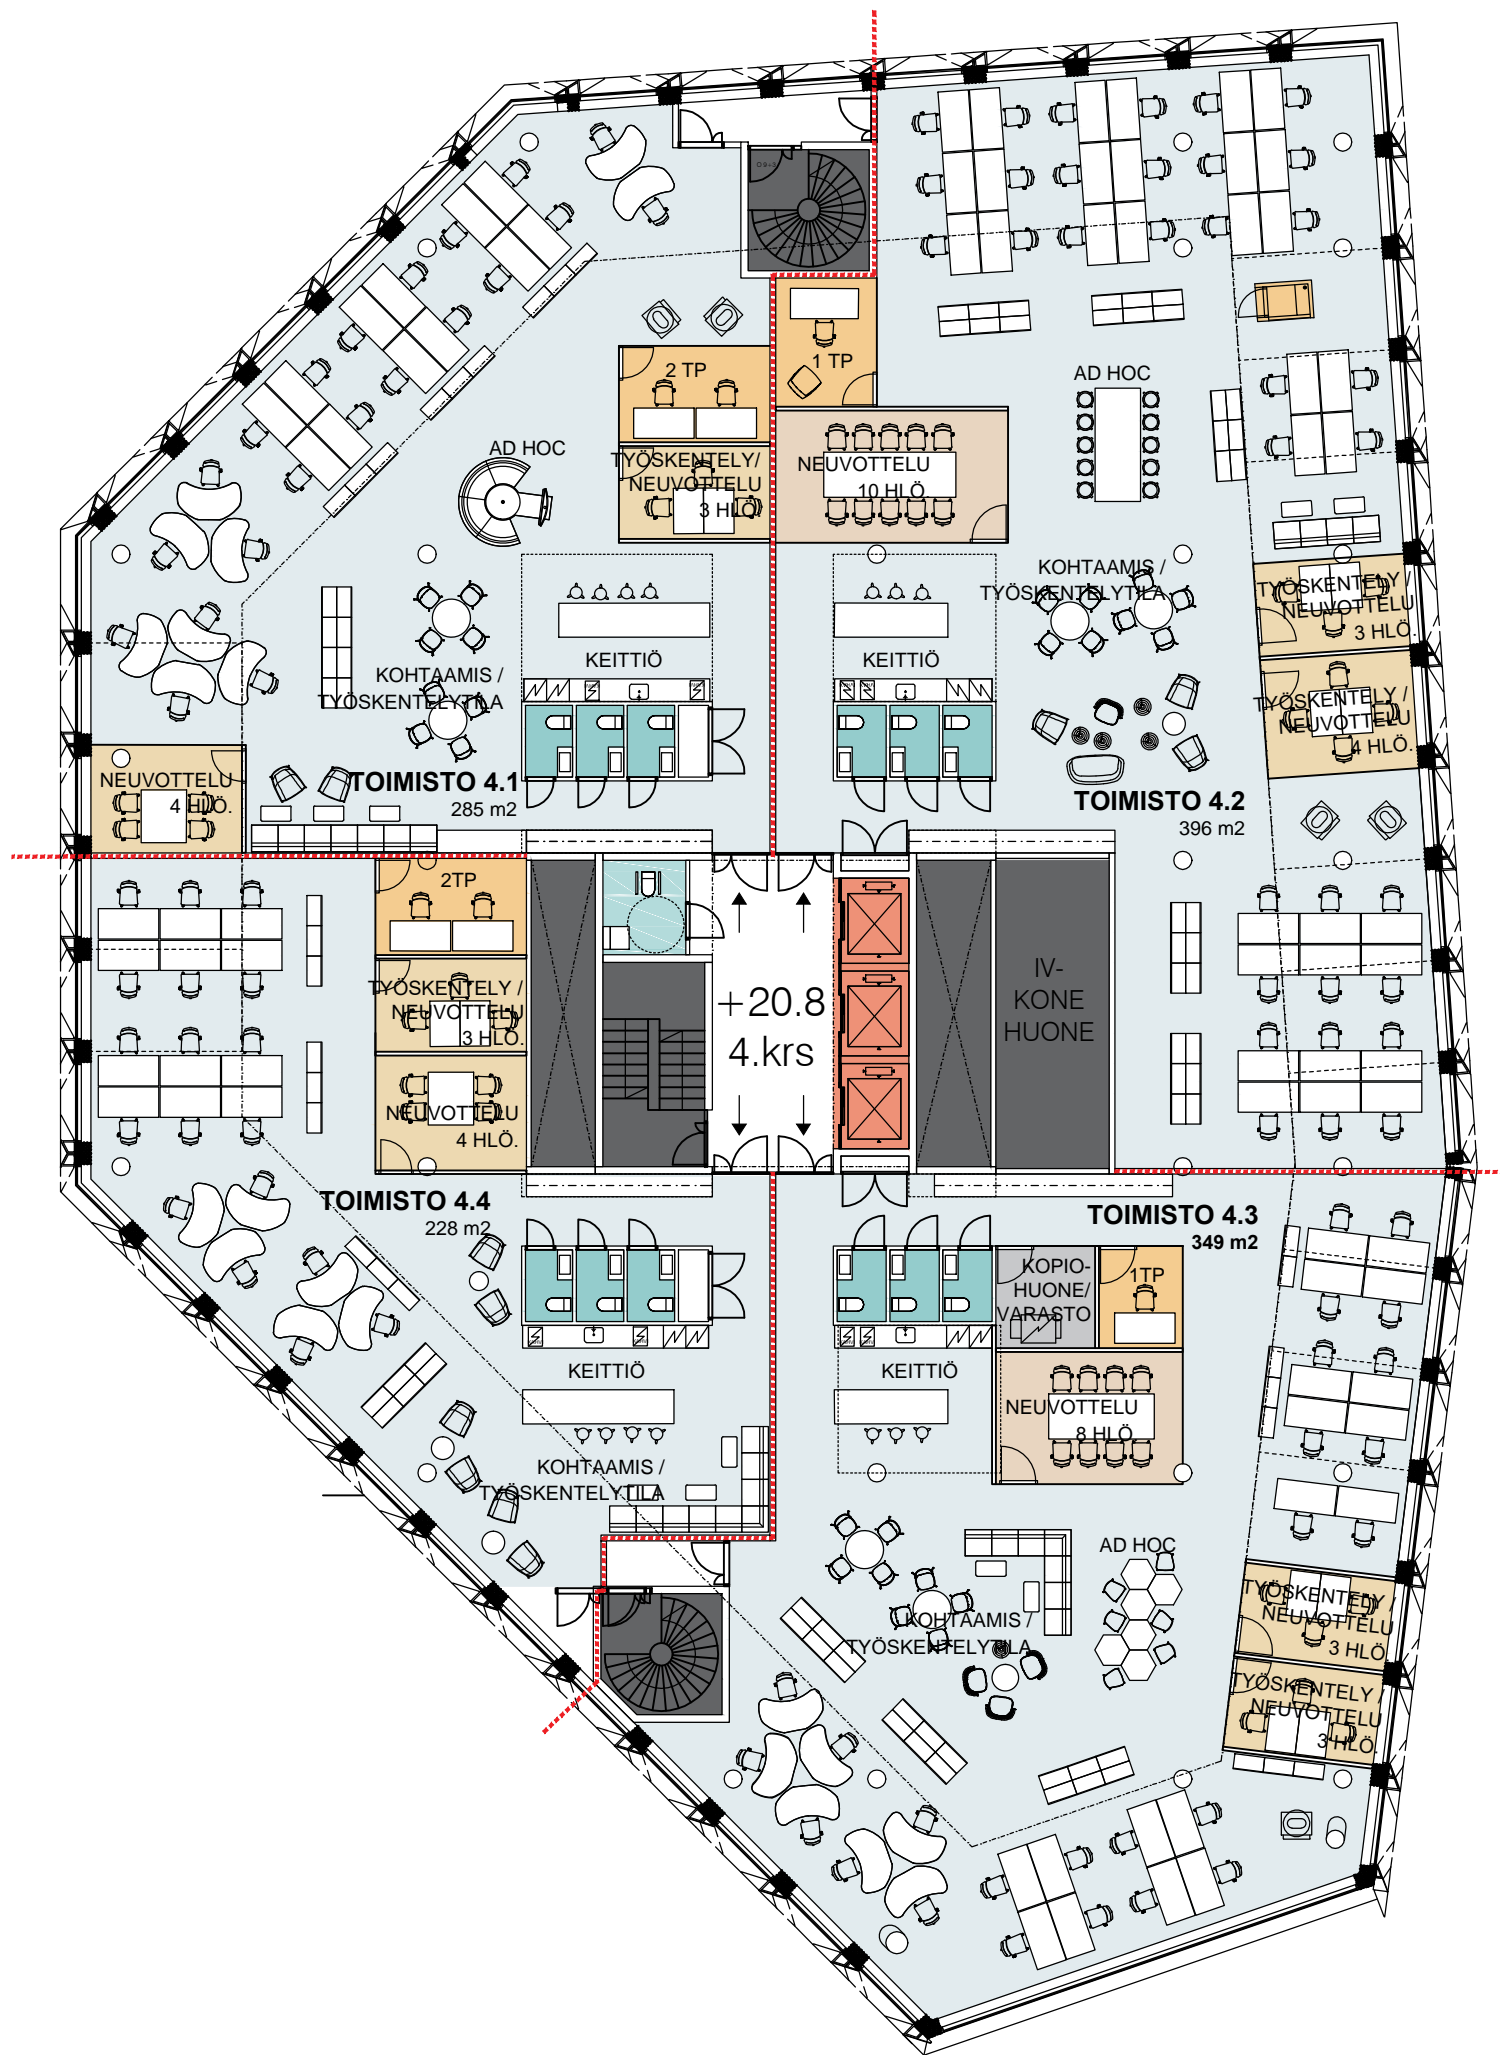 2 TP
1 TP
AD HOC
AD HOC
TYÖSKENTELY/
NEUVOTTELU
3 HLÖ.
NEUVOTTELU
10 HLÖ
KOHTAAMIS /
TYÖSKENTELYTILA
TYÖSKENTELY /
NEUVOTTELU
3 HLÖ.
KEITTIÖ
KEITTIÖ
KOHTAAMIS /
TYÖSKENTELYTILA
TYÖSKENTELY /
NEUVOTTELU
4 HLÖ.
NEUVOTTELU
4 HLÖ.
TOIMISTO 4.1
285 m2
TOIMISTO 4.2
396 m2
2TP
TYÖSKENTELY /
NEUVOTTELU
3 HLÖ.
NEUVOTTELU
4 HLÖ.
+20.8
4.krs
IV-
KONE
HUONE
TOIMISTO 4.4
228 m2
TOIMISTO 4.3
349 m2
KOPIO-
HUONE/
VARASTO
1TP
KEITTIÖ
KEITTIÖ
NEUVOTTELU
8 HLÖ.
KOHTAAMIS /
TYÖSKENTELYTILA
AD HOC
KOHTAAMIS /
TYÖSKENTELYTILA
TYÖSKENTELY /
NEUVOTTELU
3 HLÖ.
TYÖSKENTELY /
NEUVOTTELU
3 HLÖ.